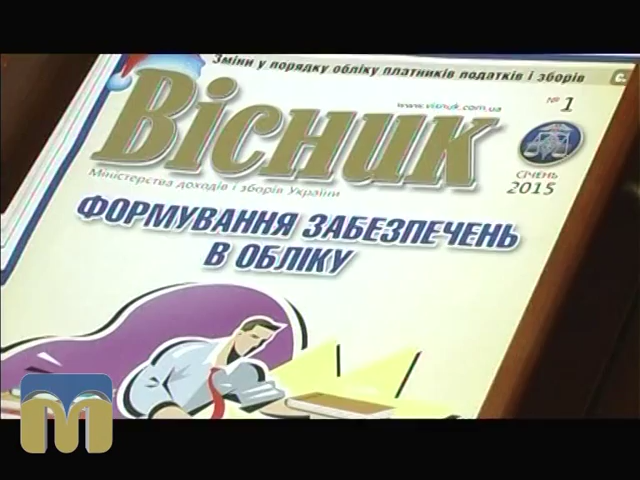 Зміни у порядку обліку платників податків і зборів
Вісник
www.visnuk.com.ua
№ 1
СІЧЕНЬ
2015
Міністерства доходів і зборів України
ФОРМУВАННЯ ЗАБЕЗПЕЧЕНЬ
В ОБЛІКУ
М